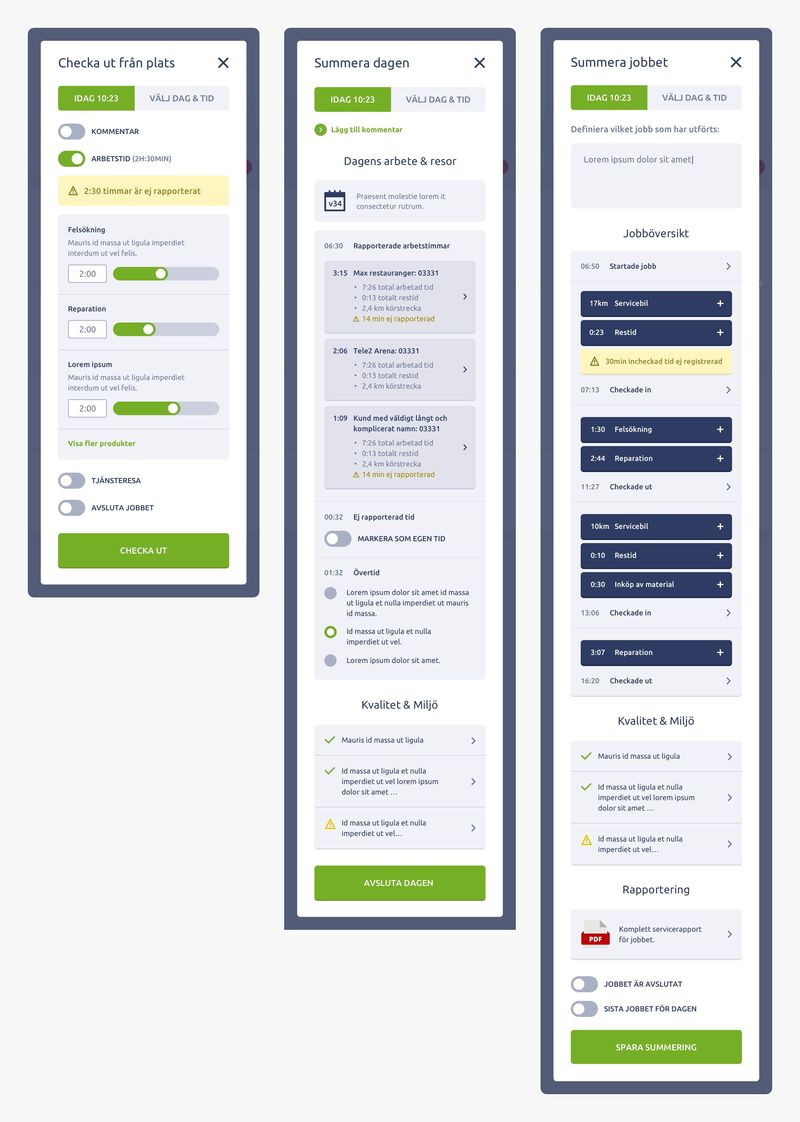 Checka ut från plats
IDAG 10:23
VÄLJ DAG & TID
KOMMENTAR
ARBETSTID (2H:30MIN)
2:30 timmar är ej rapporterat
Felsökning
Mauris id massa ut ligula imperdiet
interdum ut vel felis.
2:00
Reparation
2:00
Lorem ipsum
Mauris id massa ut ligula imperdiet
interdum ut vel felis.
2:00
Visa fler produkter
TJÄNSTERESA
AVSLUTA JOBBET
CHECKA UT
Summera dagen
IDAG 10:23
VÄLJ DAG & TID
Lägg till kommentar
Dagens arbete & resor
v34
Praesent molestie lorem it
consectetur rutrum.
06:30 Rapporterade arbetstimmar
3:15 Max restauranger: 03331
• 7:26 total arbetad tid
• 0:13 totalt restid
• 2,4 km körstrecka
14 min ej rapporterad
2:06 Tele2 Arena: 03331
• 7:26 total arbetad tid
• 0:13 totalt restid
• 2,4 km körstrecka
1:09 Kund med väldigt långt och
komplicerat namn: 03331
• 7:26 total arbetad tid
• 0:13 totalt restid
• 2,4 km körstrecka
14 min ej rapporterad
00:32 Ej rapporterad tid
MARKERA SOM EGEN TID
01:32 Övertid
Lorem ipsum dolor sit amet id massa
ut ligula et nulla imperdiet ut mauris
id massa.
Id massa ut ligula et nulla
imperdiet ut vel.
Lorem ipsum dolor sit amet.
Kvalitet & Miljö
Mauris id massa ut ligula
Id massa ut ligula et nulla
imperdiet ut vel lorem ipsum
dolor sit amet ...
Id massa ut ligula et nulla
imperdiet ut vel...
AVSLUTA DAGEN
Summera jobbet
IDAG 10:23
VÄLJ DAG & TID
Definiera vilket jobb som har utförts:
Lorem ipsum dolor sit amet
Jobböversikt
06:50 Startade jobb
17km Servicebil +
0:23 Restid +
30min incheckad tid ej registrerad
07:13 Checkade in
1:30 Felsökning +
2:44 Reparation +
11:27 Checkade ut
10km Servicebil +
0:10 Restid +
0:30 Inköp av material +
13:06 Checkade in
3:07 Reparation +
16:20 Checkade ut
Kvalitet & Miljö
Mauris id massa ut ligula
Id massa ut ligula et nulla
imperdiet ut vel lorem ipsum
dolor sit amet ...
Id massa ut ligula et nulla
imperdiet ut vel...
Rapportering
PDF
Komplett servicerapport
för jobbet.
JOBBET ÄR AVSLUTAT
SISTA JOBBET FÖR DAGEN
SPARA SUMMERING